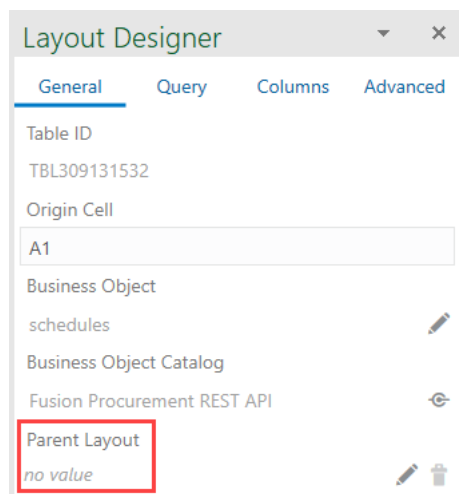 Layout Designer
General Query Columns Advanced
Table ID
TBL309131532
Origin Cell
A1
Business Object
schedules
Business Object Catalog
Fusion Procurement REST API
Parent Layout
no value